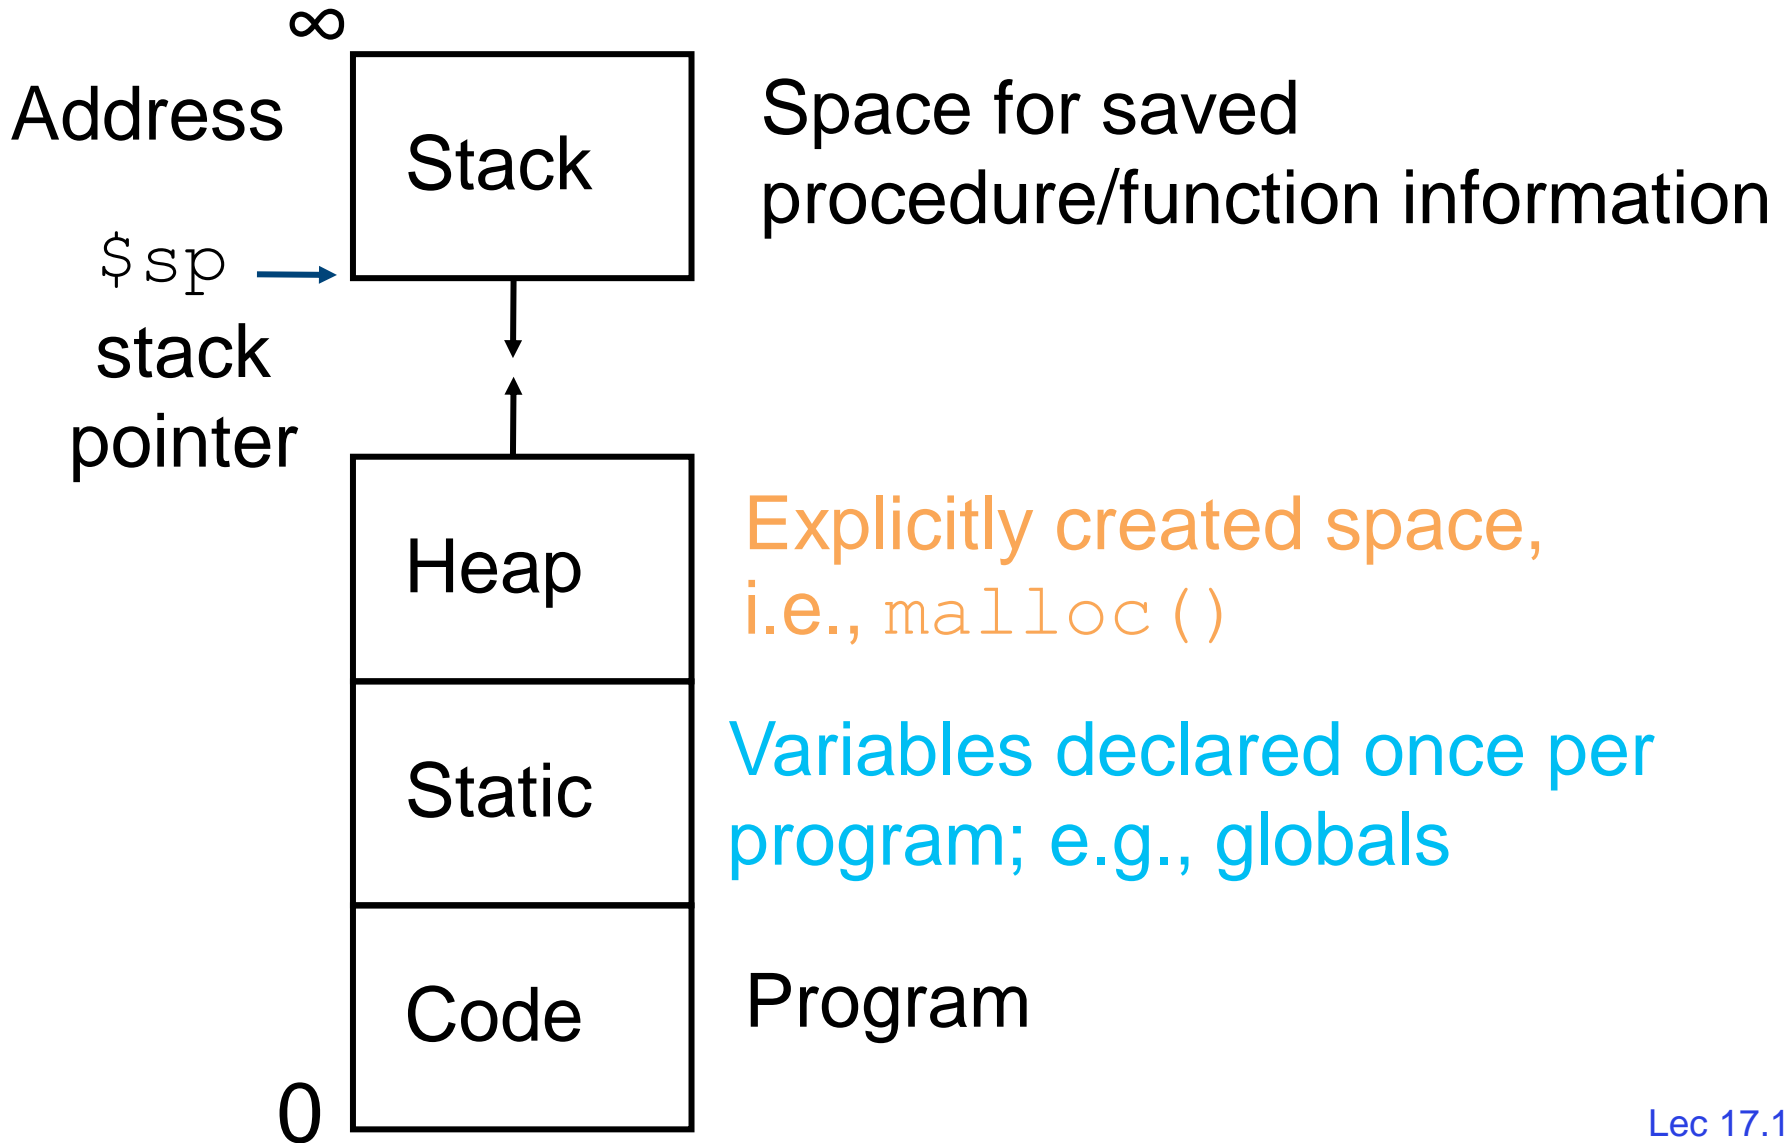 ∞
Address
Stack
Space for saved
procedure/function information
$sp
stack
pointer
Heap
Explicitly created space,
i.e., malloc()
Static
Variables declared once per
program; e.g., globals
Code
Program
0
Lec 17.1